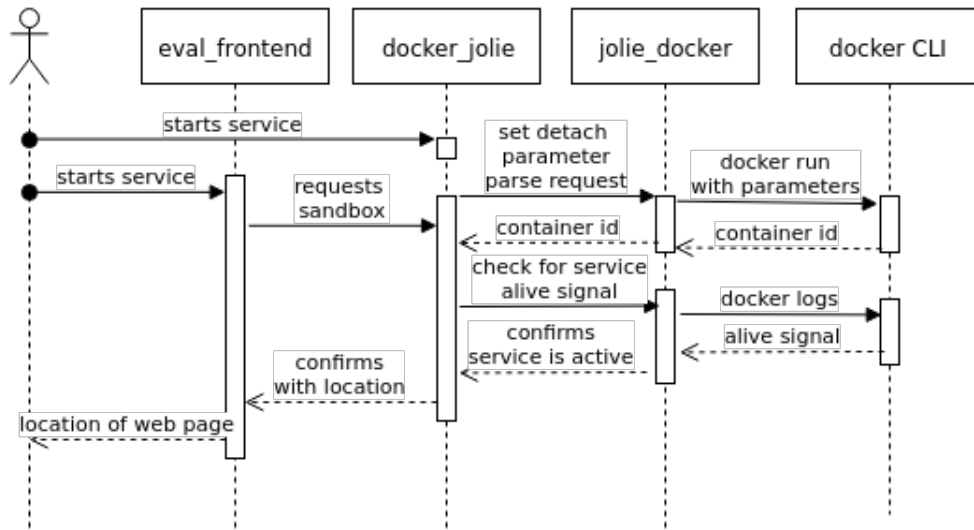 eval_frontend
docker_jolie
jolie_docker
docker CLI
starts service
set detach
parameter
parse request
docker run
with parameters
starts service
requests
sandbox
container id
container id
check for service
alive signal
docker logs
confirms
service is active
alive signal
confirms
with location
location of web page